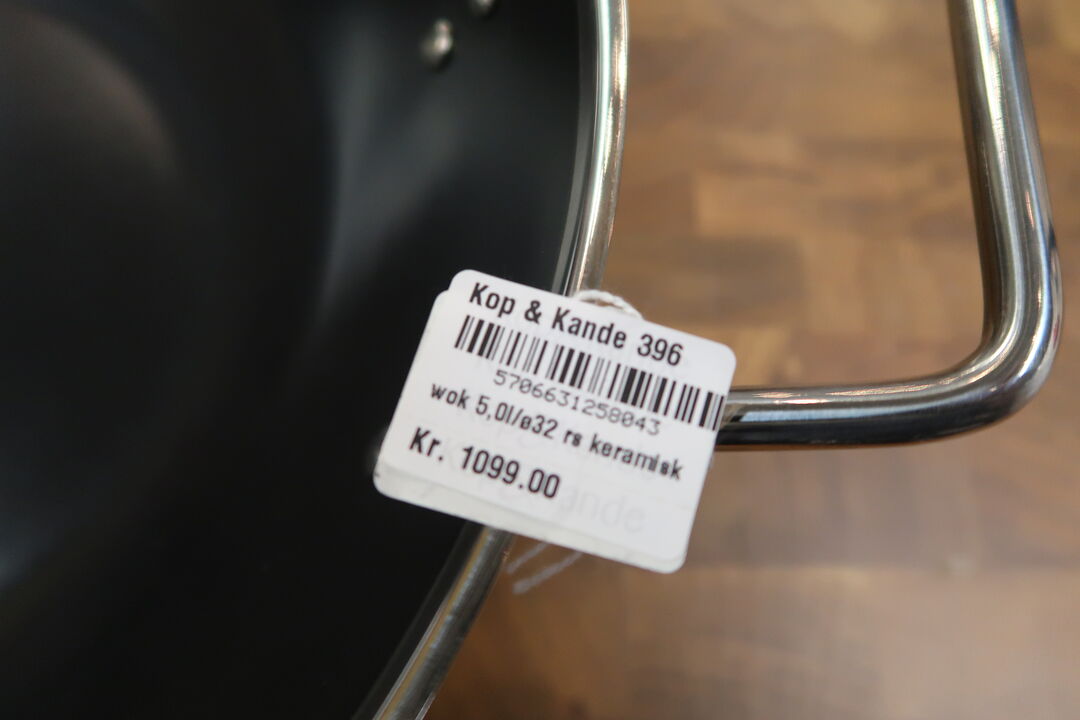 Kop & Kande 396
5706631258043
wok 5,0l/ø32 rs keramisk
Kr. 1099.00